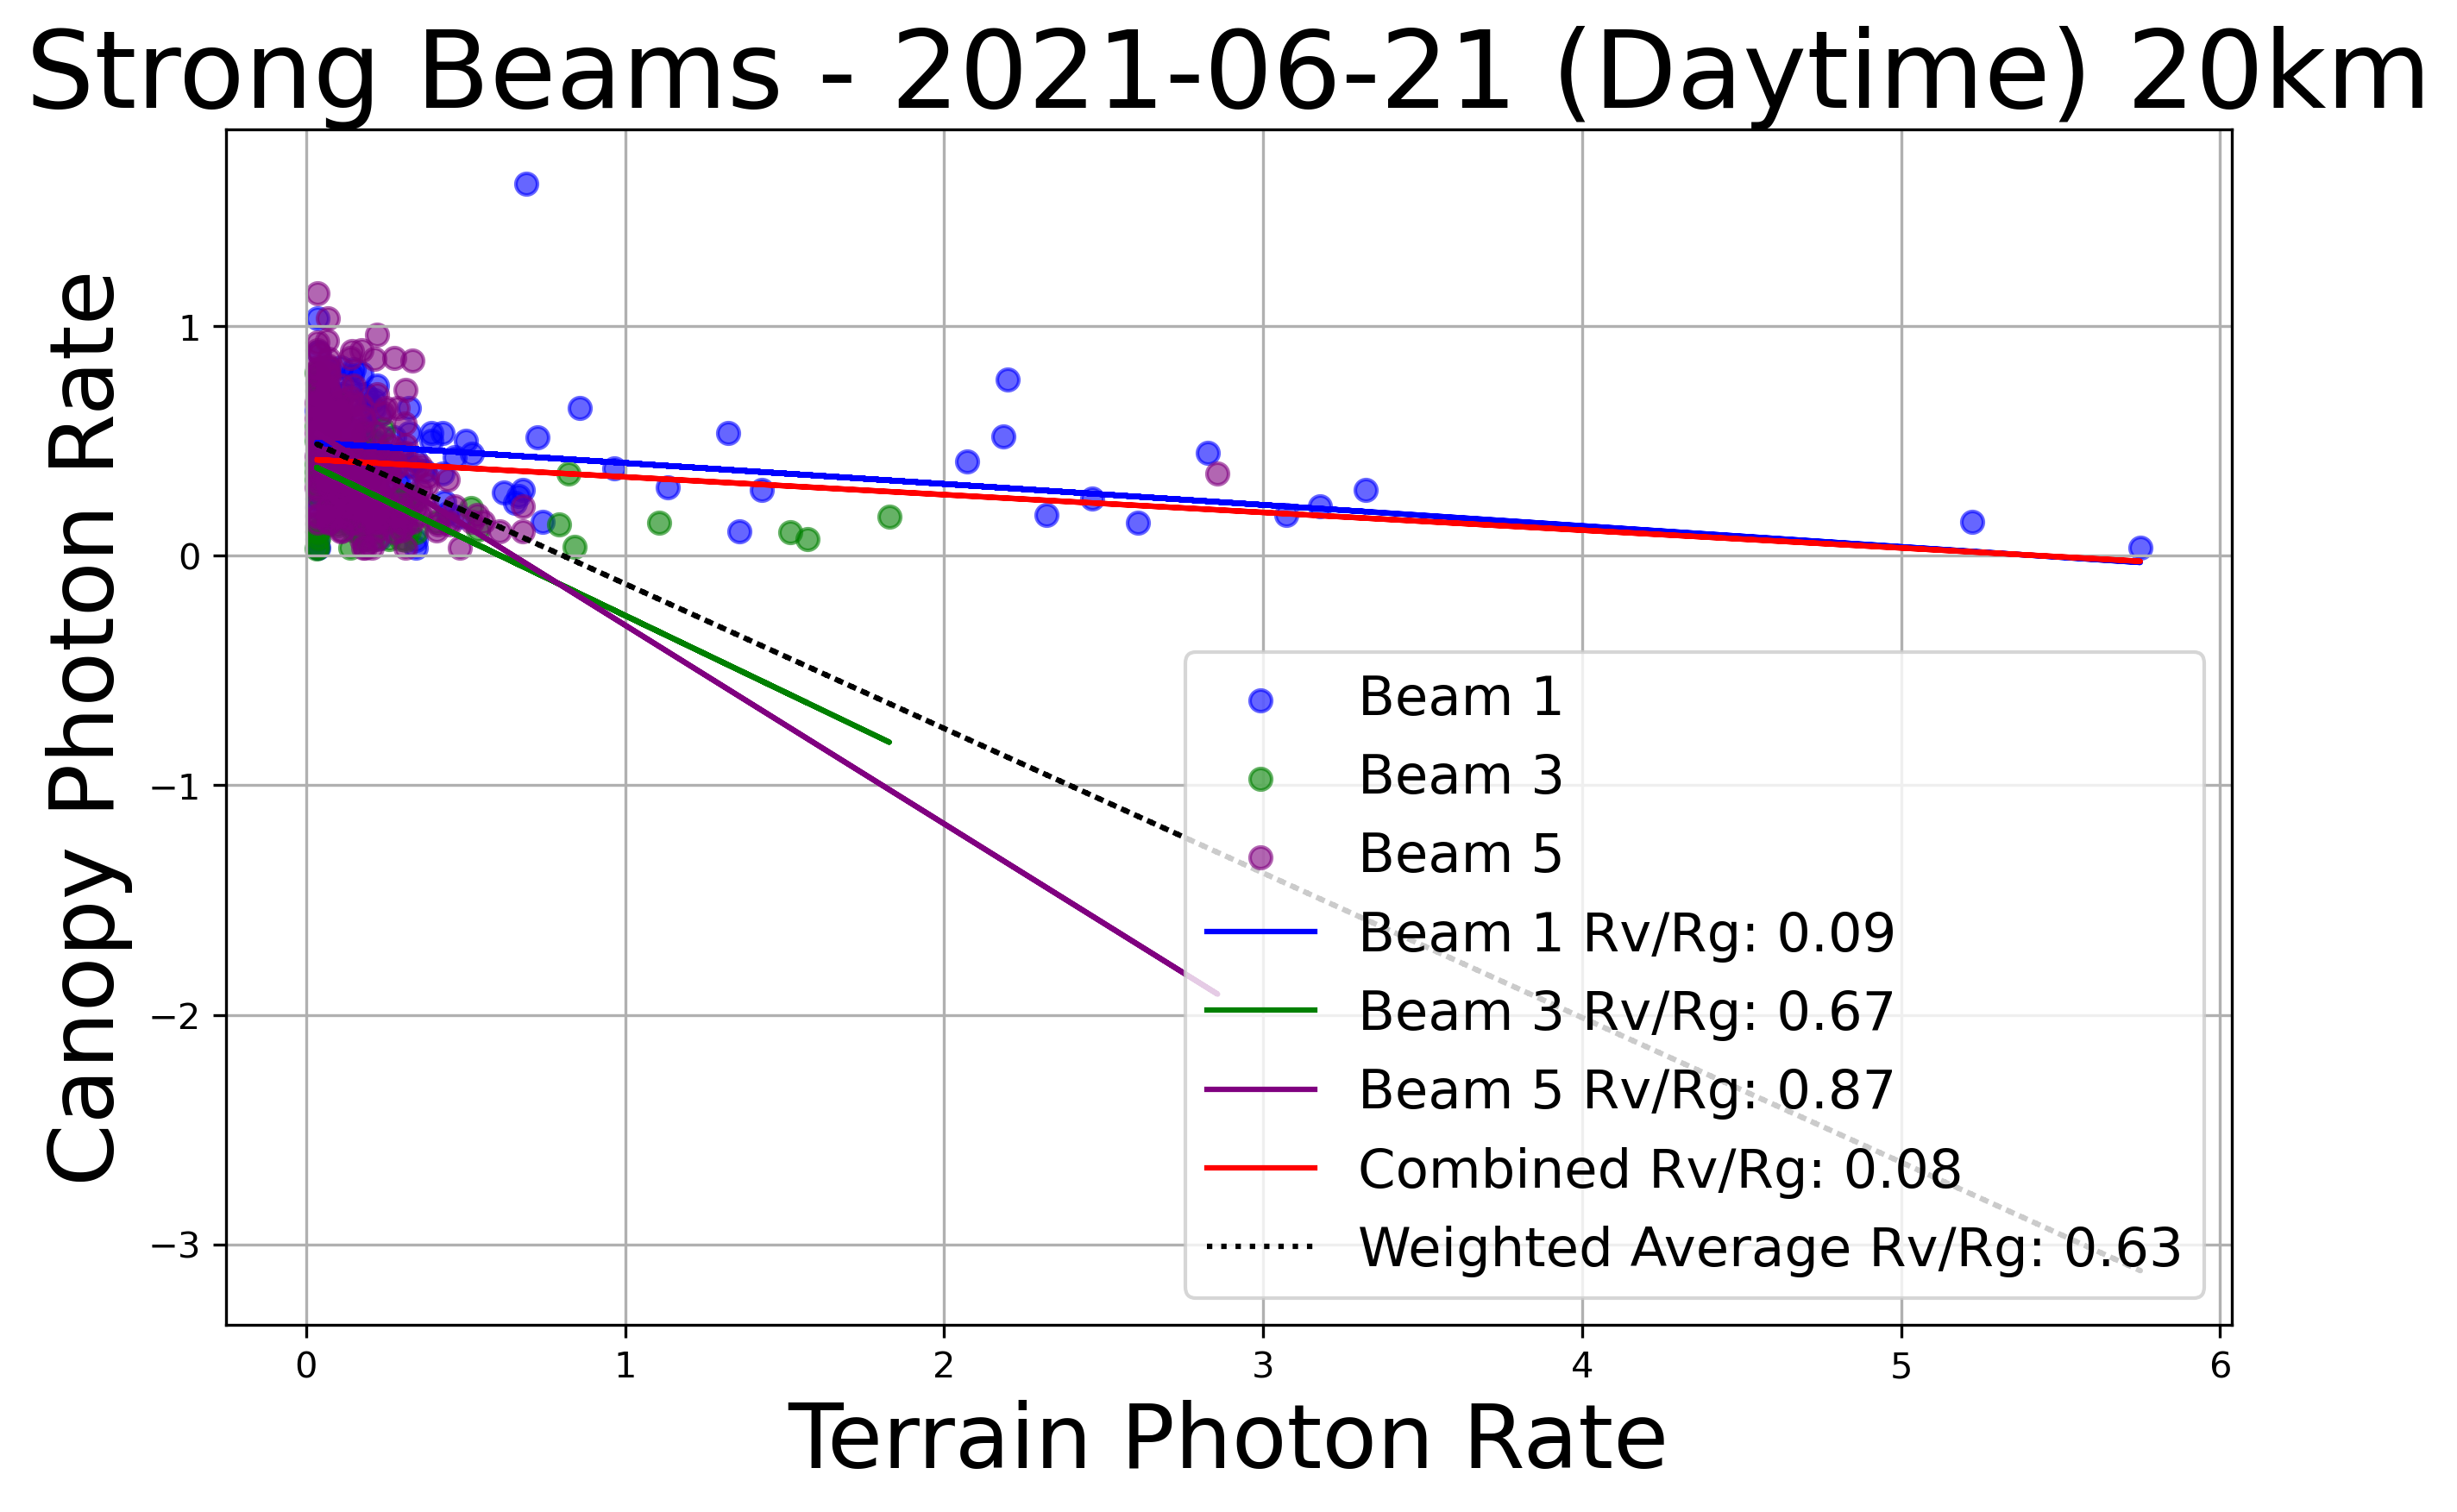 Strong Beams - 2021-06-21 (Daytime) 20km
Canopy Photon Rate
1
0
−1
−2
−3
Beam 1
Beam 3
Beam 5
Beam 1 Rv/Rg: 0.09
Beam 3 Rv/Rg: 0.67
Beam 5 Rv/Rg: 0.87
Combined Rv/Rg: 0.08
Weighted Average Rv/Rg: 0.63
0 1 2 3 4 5 6
Terrain Photon Rate